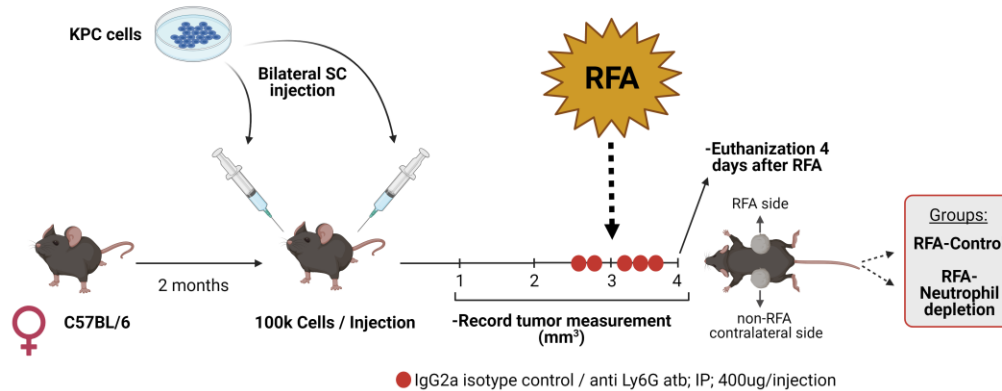 KPC cells
Bilateral SC
injection
RFA
-Euthanization 4
days after RFA
RFA side
Groups:
RFA-Control
RFA-
Neutrophil
depletion
2 months
1
2
3
4
C57BL/6
100k Cells / Injection
-Record tumor measurement
(mm³)
non-RFA
contralateral side
IgG2a isotype control / anti Ly6G atb; IP; 400ug/injection